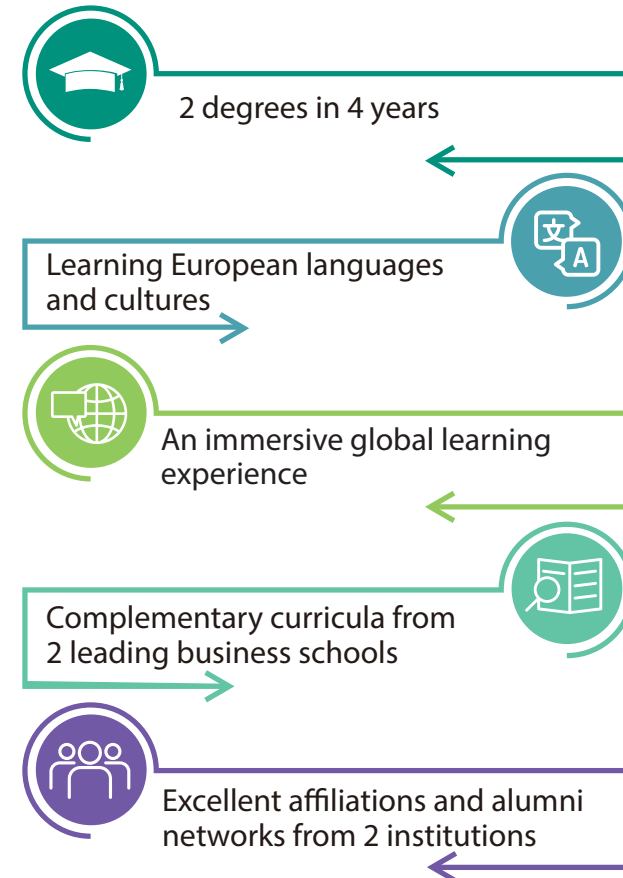 2 degrees in 4 years
文
A
Learning European languages
and cultures
An immersive global learning
experience
Complementary curricula from
2 leading business schools
Excellent affiliations and alumni
networks from 2 institutions